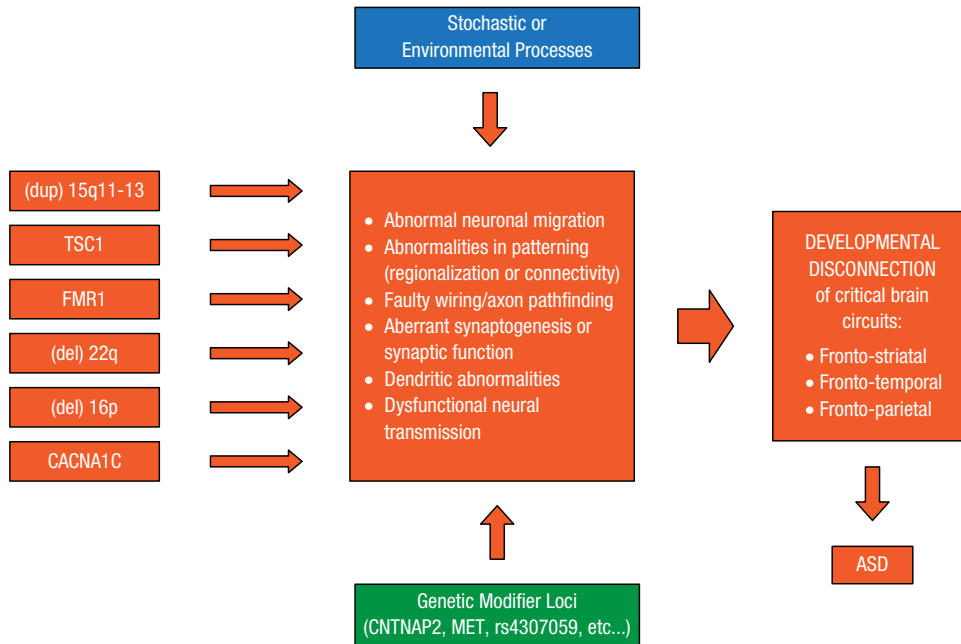 Stochastic or
Environmental Processes
(dup) 15q11-13
TSC1
FMR1
(del) 22q
(del) 16p
CACNA1C
• Abnormal neuronal migration
• Abnormalities in patterning
(regionalization or connectivity)
• Faulty wiring/axon pathfinding
• Aberrant synaptogenesis or
synaptic function
• Dendritic abnormalities
• Dysfunctional neural
transmission
DEVELOPMENTAL
DISCONNECTION
of critical brain
circuits:
• Fronto-striatal
• Fronto-temporal
• Fronto-parietal
ASD
Genetic Modifier Loci
(CNTNAP2, MET, rs4307059, etc...)